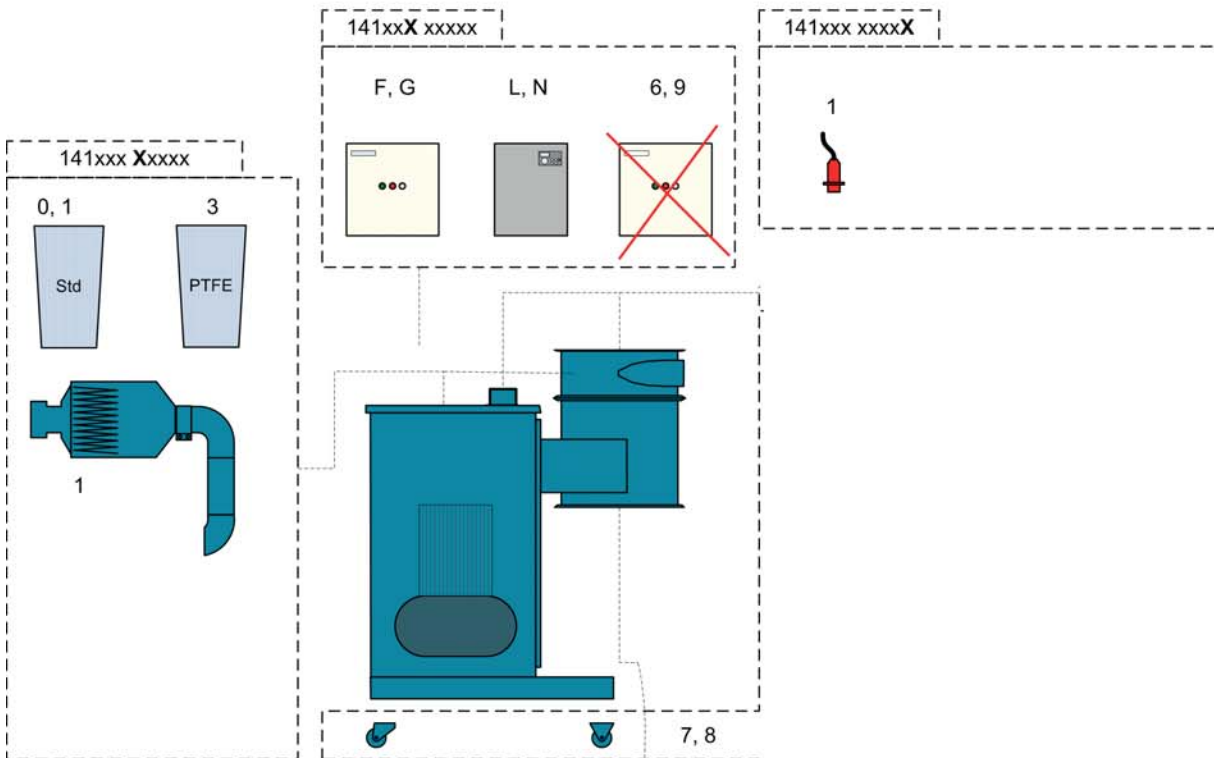 141xxX xxxxx
F, G
L, N
6, 9
141xxx xxxxX
1
141xxx Xxxxx
0, 1
3
Std
PTFE
1
7, 8